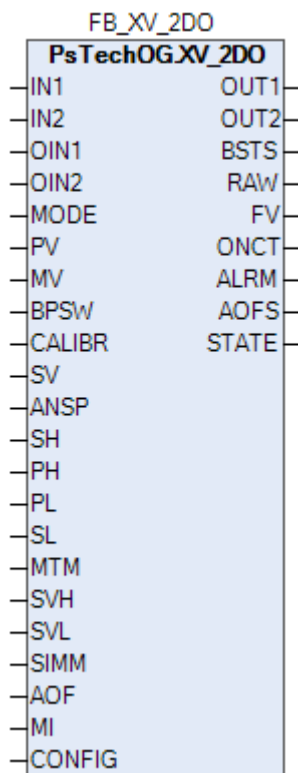 FB_XV_2DO
PsTechOG.XV_2DO
IN1 OUT1
IN2 OUT2
OIN1 BSTS
OIN2 RAW
MODE FV
PV ONCT
MV ALRM
BPSW AOFS
CALIBR STATE
SV
ANSP
SH
PH
PL
SL
MTM
SVH
SVL
SIMM
AOF
MI
CONFIG